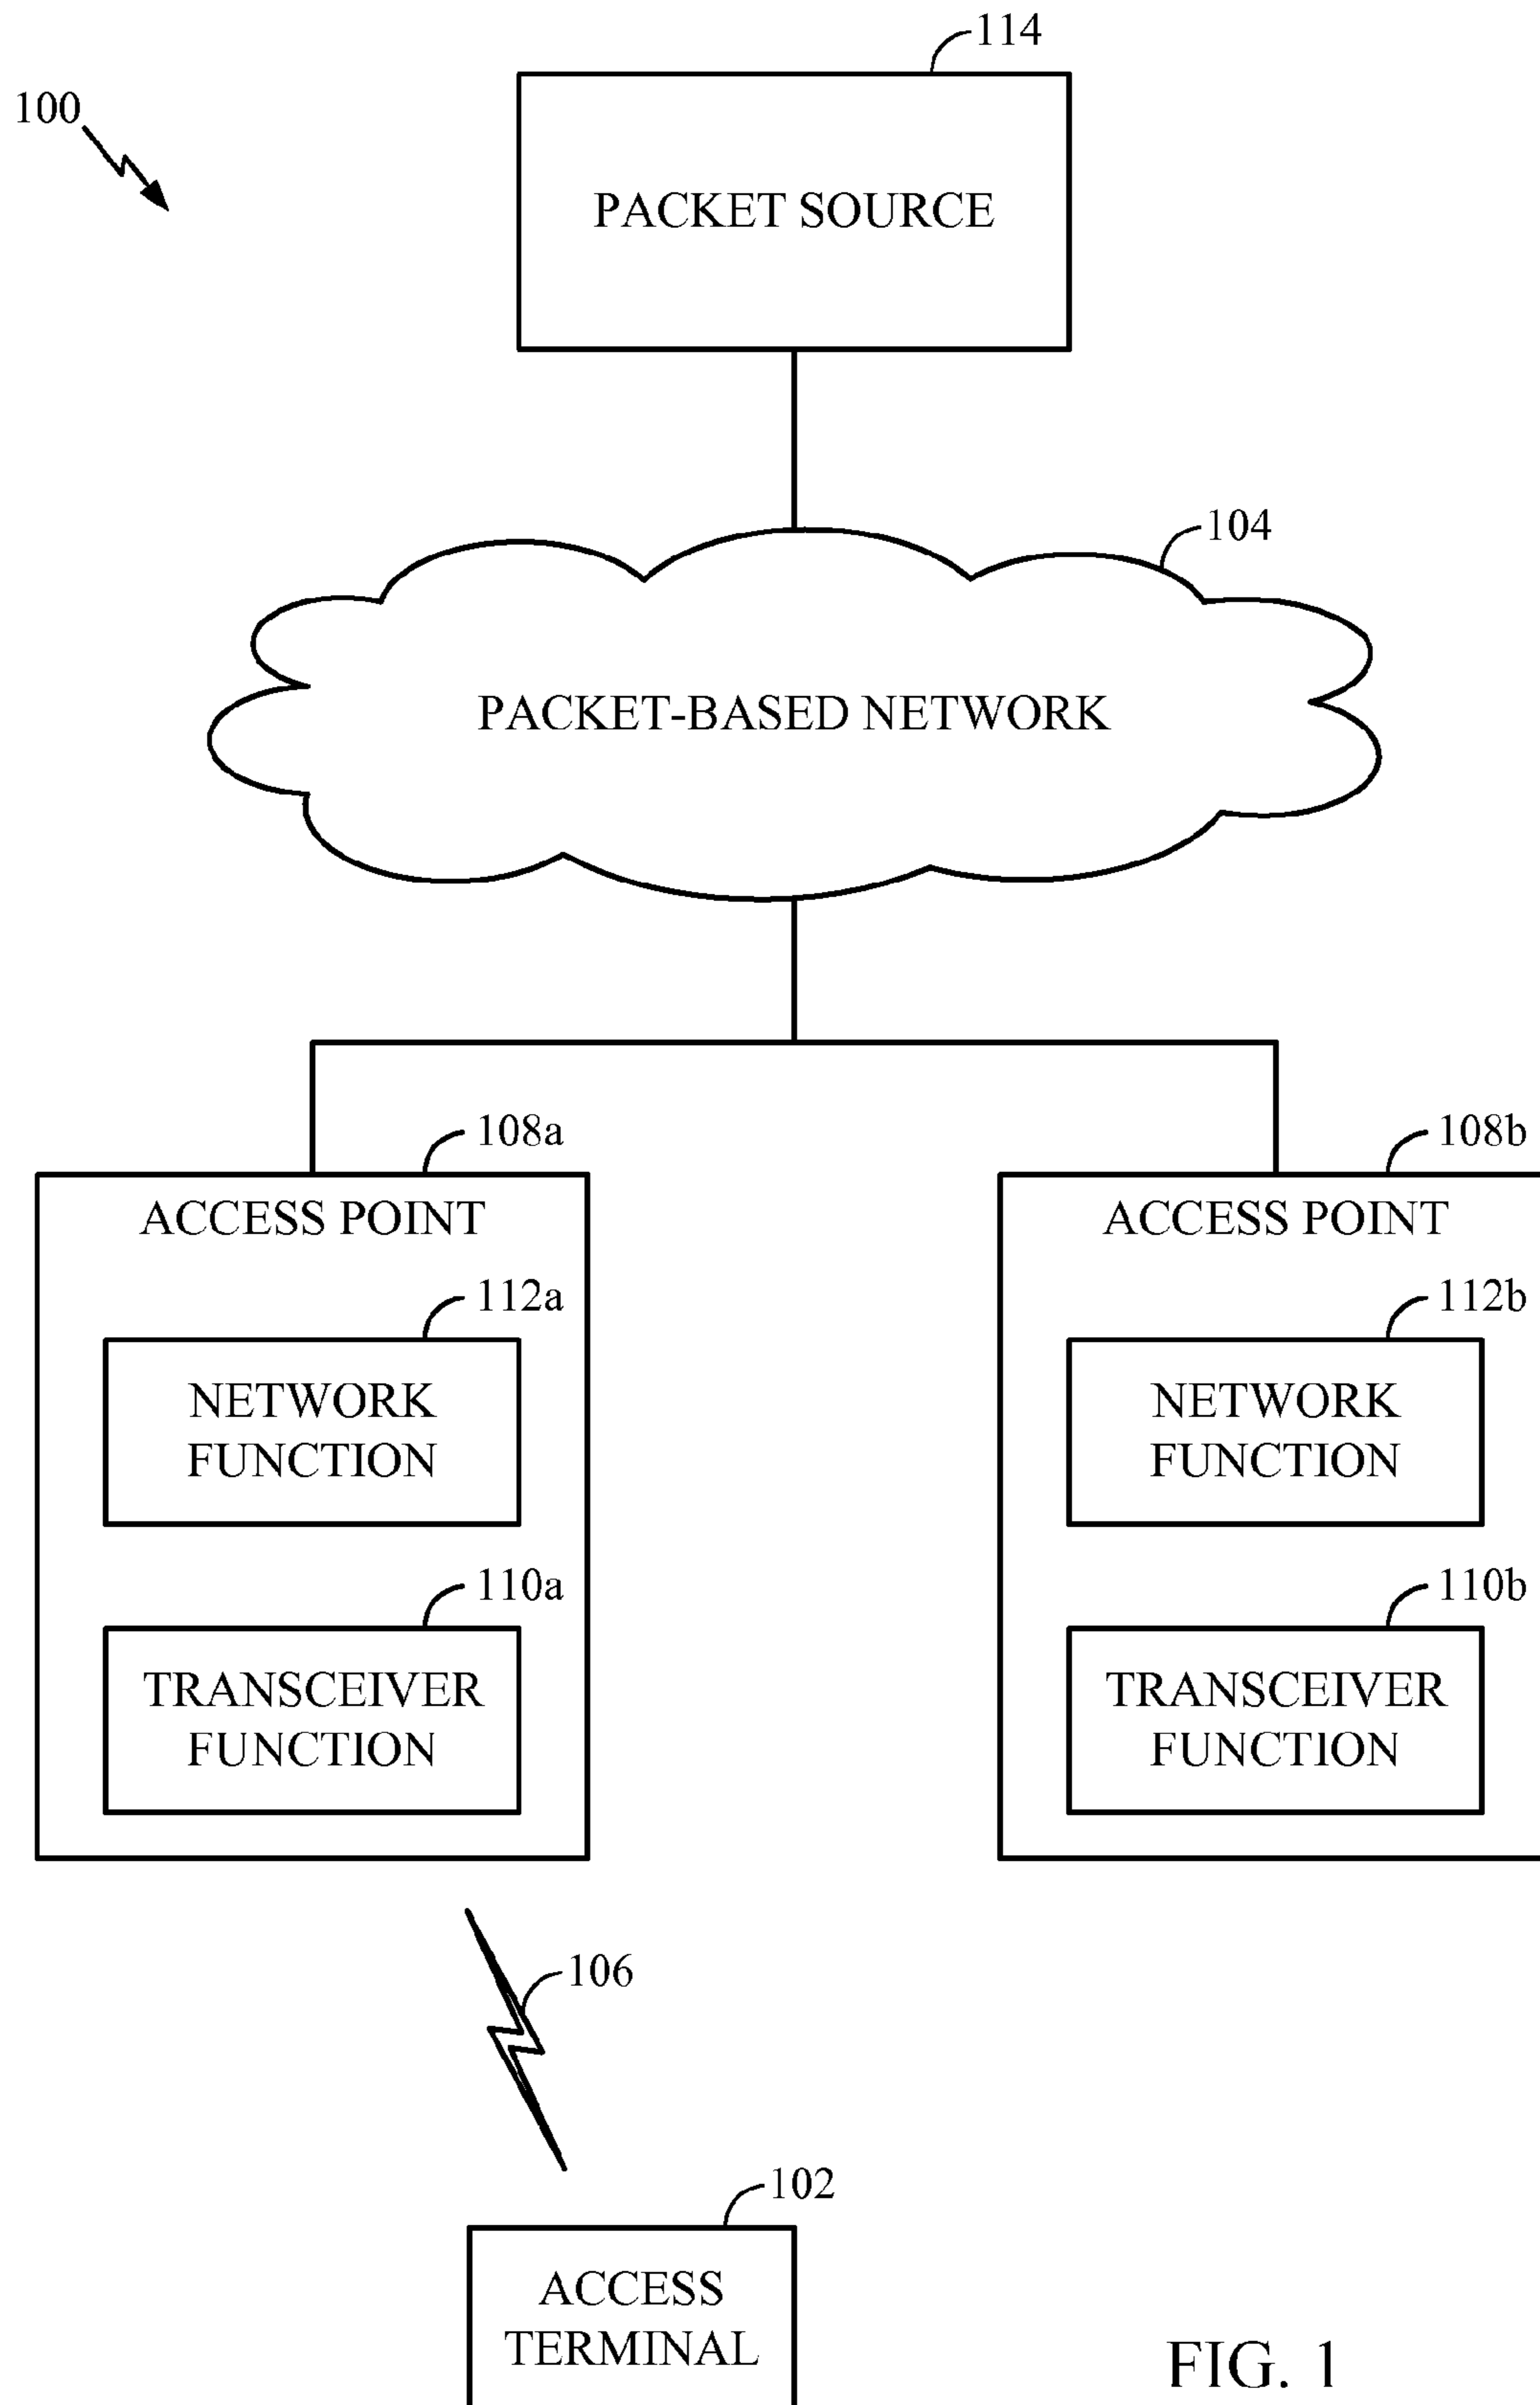 114
100
PACKET SOURCE
104
PACKET-BASED NETWORK
108a
108b
ACCESS POINT
ACCESS POINT
112a
112b
NETWORK
FUNCTION
NETWORK
FUNCTION
110a
110b
TRANSCEIVER
FUNCTION
TRANSCEIVER
FUNCTION
106
102
ACCESS
TERMINAL
FIG. 1